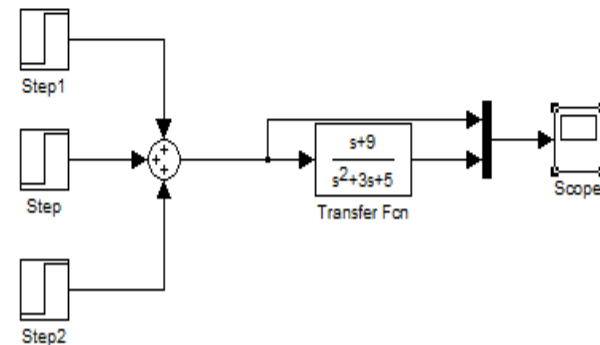 Step1
+
+
+
Step
s+9
s²+3s+5
Transfer Fcn
Scope
Step2